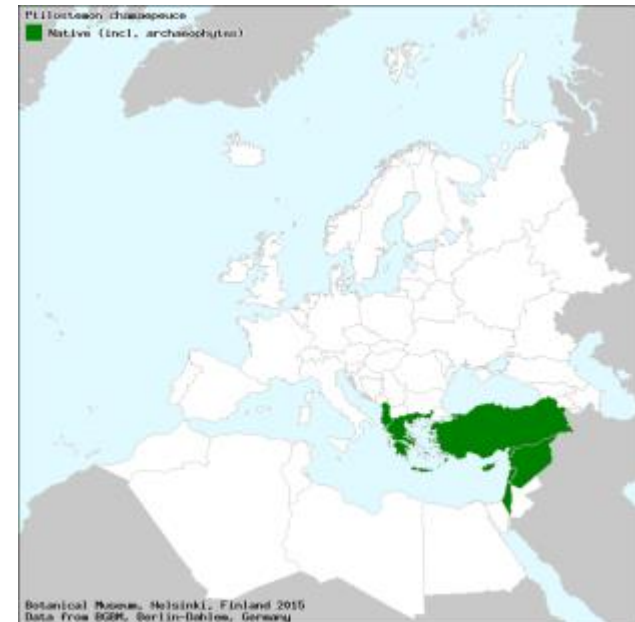 Ptilostemon chamaepeuce
Native (incl. archaeophytes)
Botanical Museum, Helsinki, Finland 2015
Data from BGBM, Berlin-Dahlem, Germany